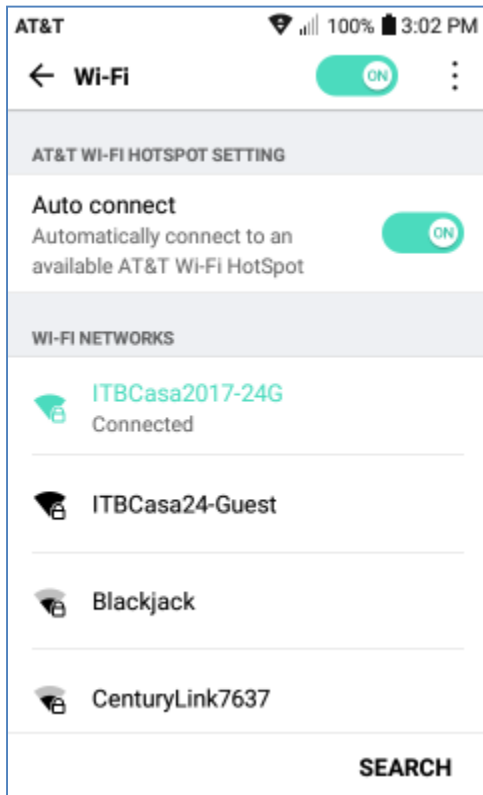 AT&T 100% 3:02 PM
Wi-Fi ON
AT&T WI-FI HOTSPOT SETTING
Auto connect
Automatically connect to an ON
available AT&T Wi-Fi HotSpot
WI-FI NETWORKS
ITBCasa2017-24G
Connected
ITBCasa24-Guest
Blackjack
CenturyLink7637
SEARCH